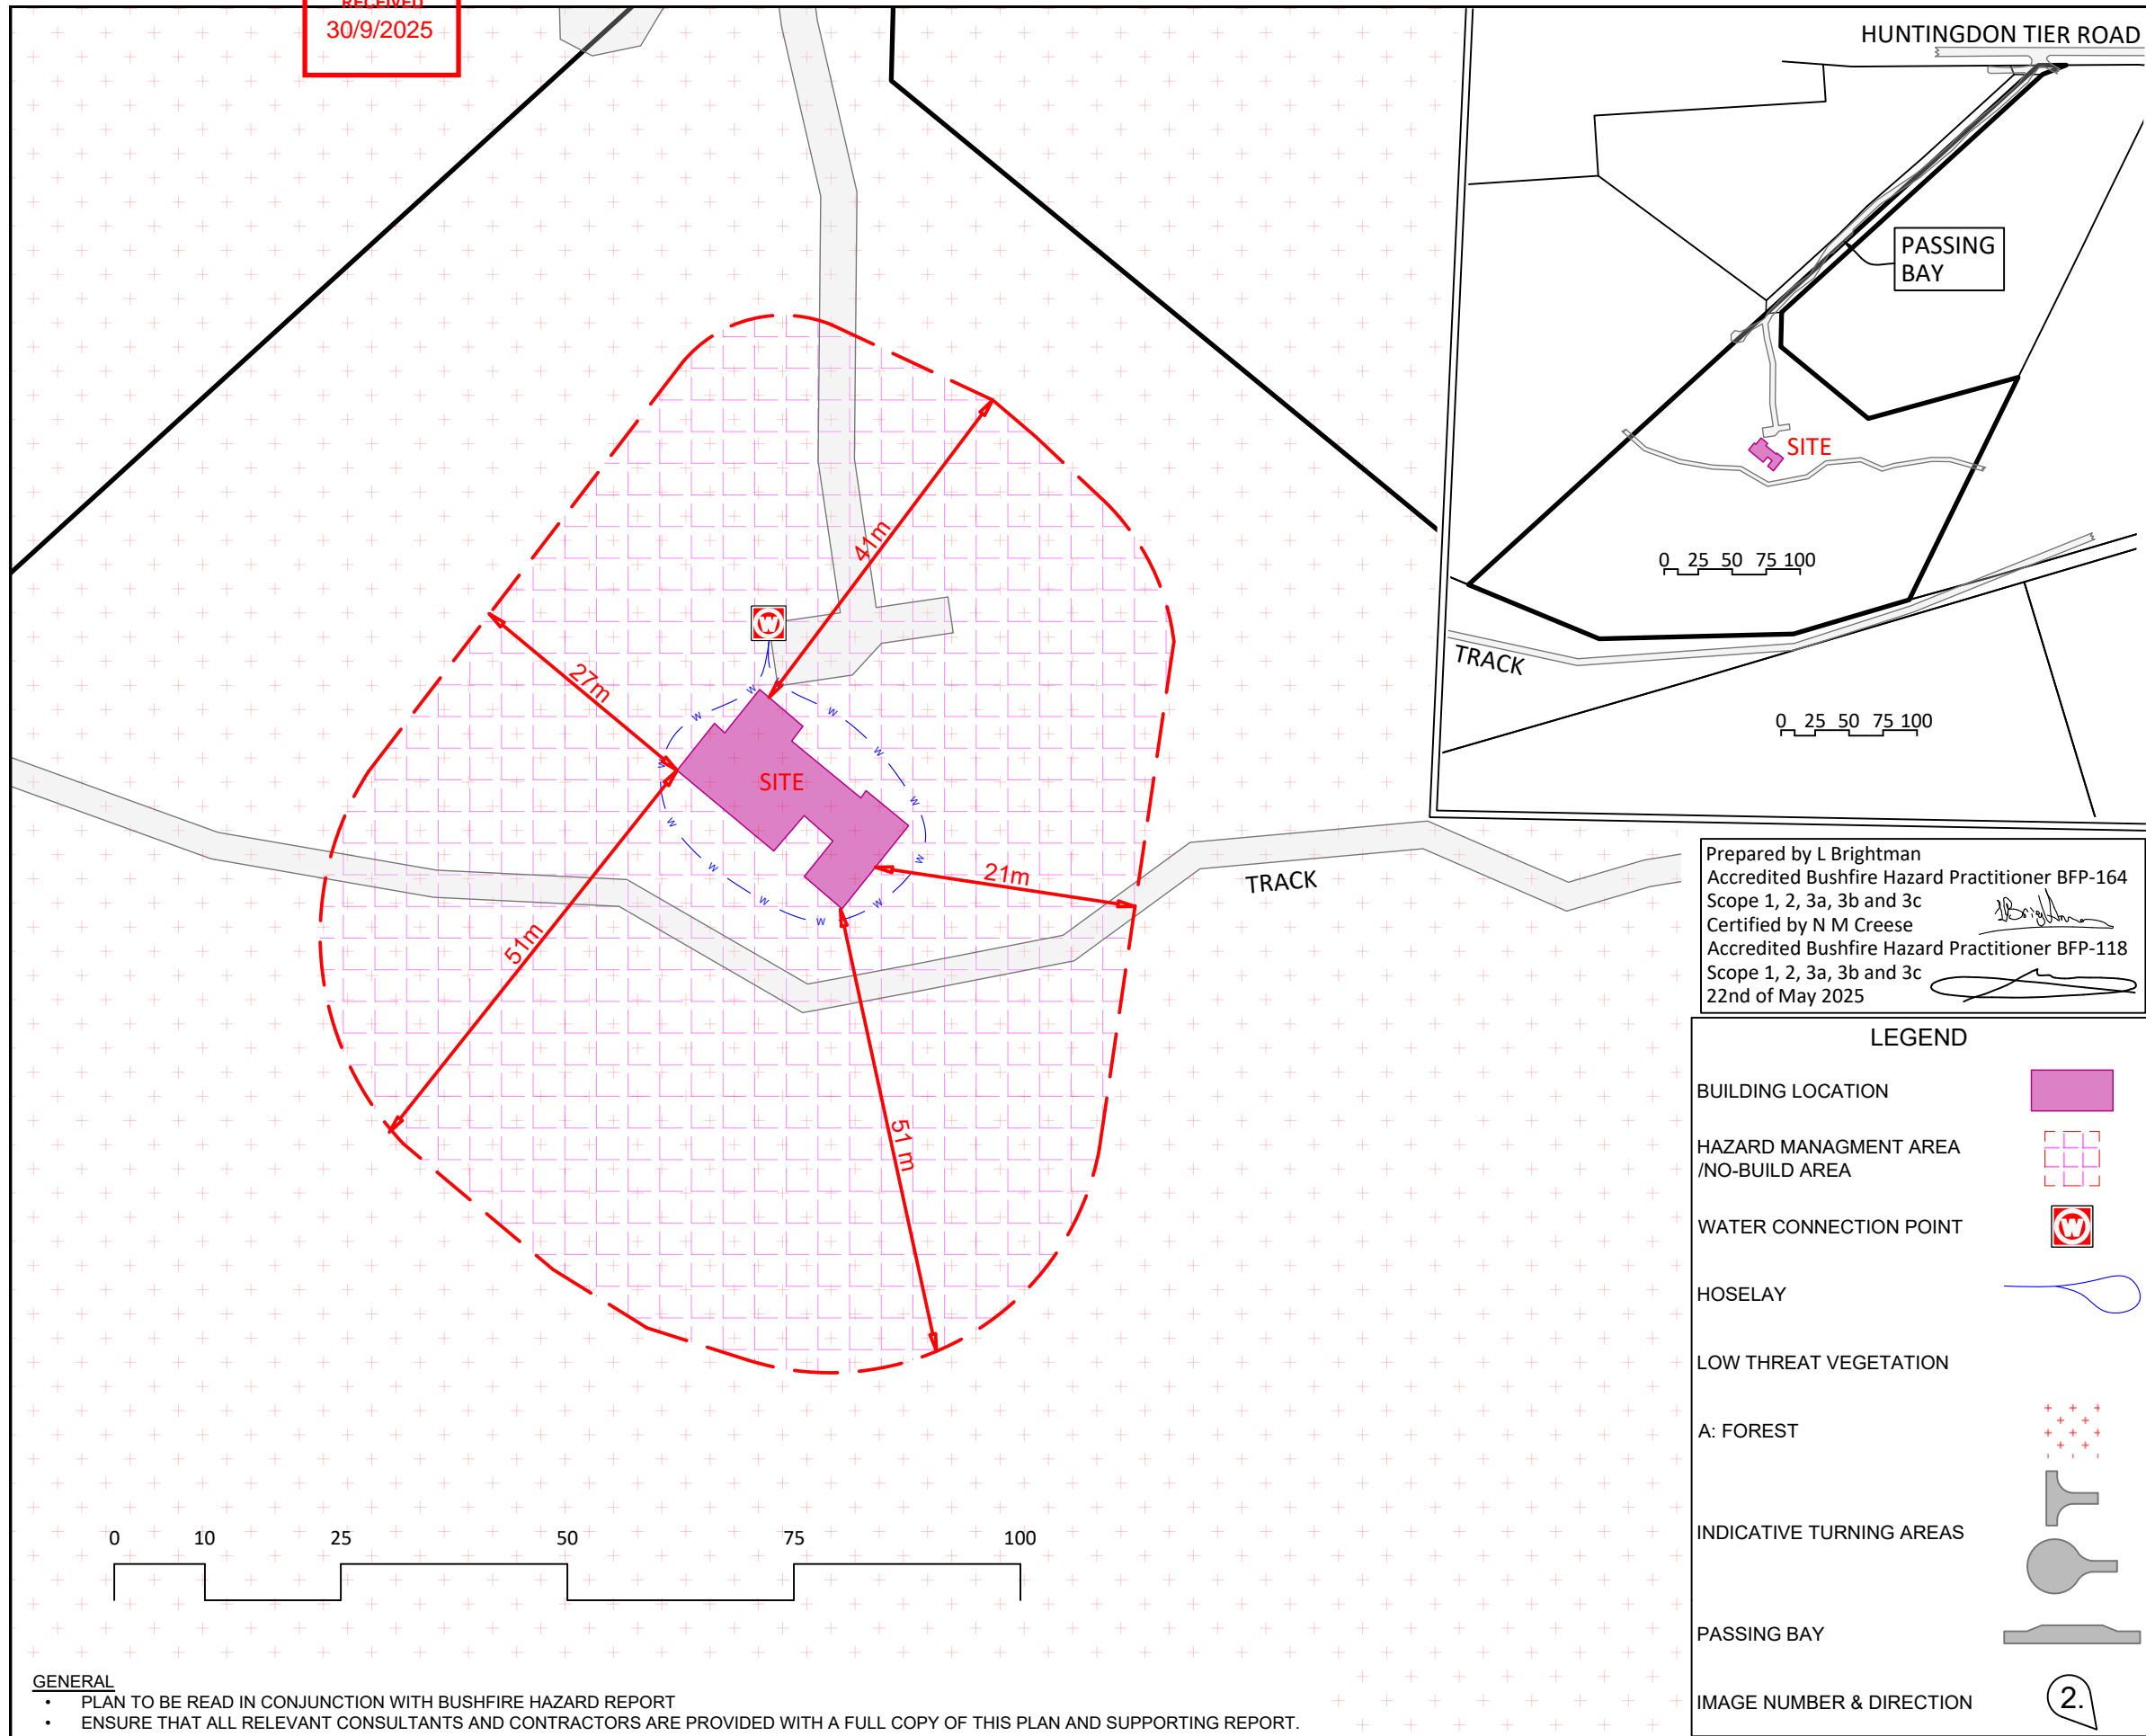 RECEIVED
30/9/2025
HUNTINGDON TIER ROAD
PASSING
BAY
SITE
0 25 50 75 100
TRACK
0 25 50 75 100
41m
W
27m
SITE
21m
TRACK
51m
51 m
w w w w w w w w w w w w w
Prepared by L Brightman
Accredited Bushfire Hazard Practitioner BFP-164
Scope 1, 2, 3a, 3b and 3c
Certified by N M Creese
Accredited Bushfire Hazard Practitioner BFP-118
Scope 1, 2, 3a, 3b and 3c
22nd of May 2025
LEGEND
BUILDING LOCATION
HAZARD MANAGMENT AREA
/NO-BUILD AREA
WATER CONNECTION POINT
W
HOSELAY
LOW THREAT VEGETATION
A: FOREST
INDICATIVE TURNING AREAS
PASSING BAY
IMAGE NUMBER & DIRECTION
2.
0 10 25 50 75 100
GENERAL
• PLAN TO BE READ IN CONJUNCTION WITH BUSHFIRE HAZARD REPORT
• ENSURE THAT ALL RELEVANT CONSULTANTS AND CONTRACTORS ARE PROVIDED WITH A FULL COPY OF THIS PLAN AND SUPPORTING REPORT.